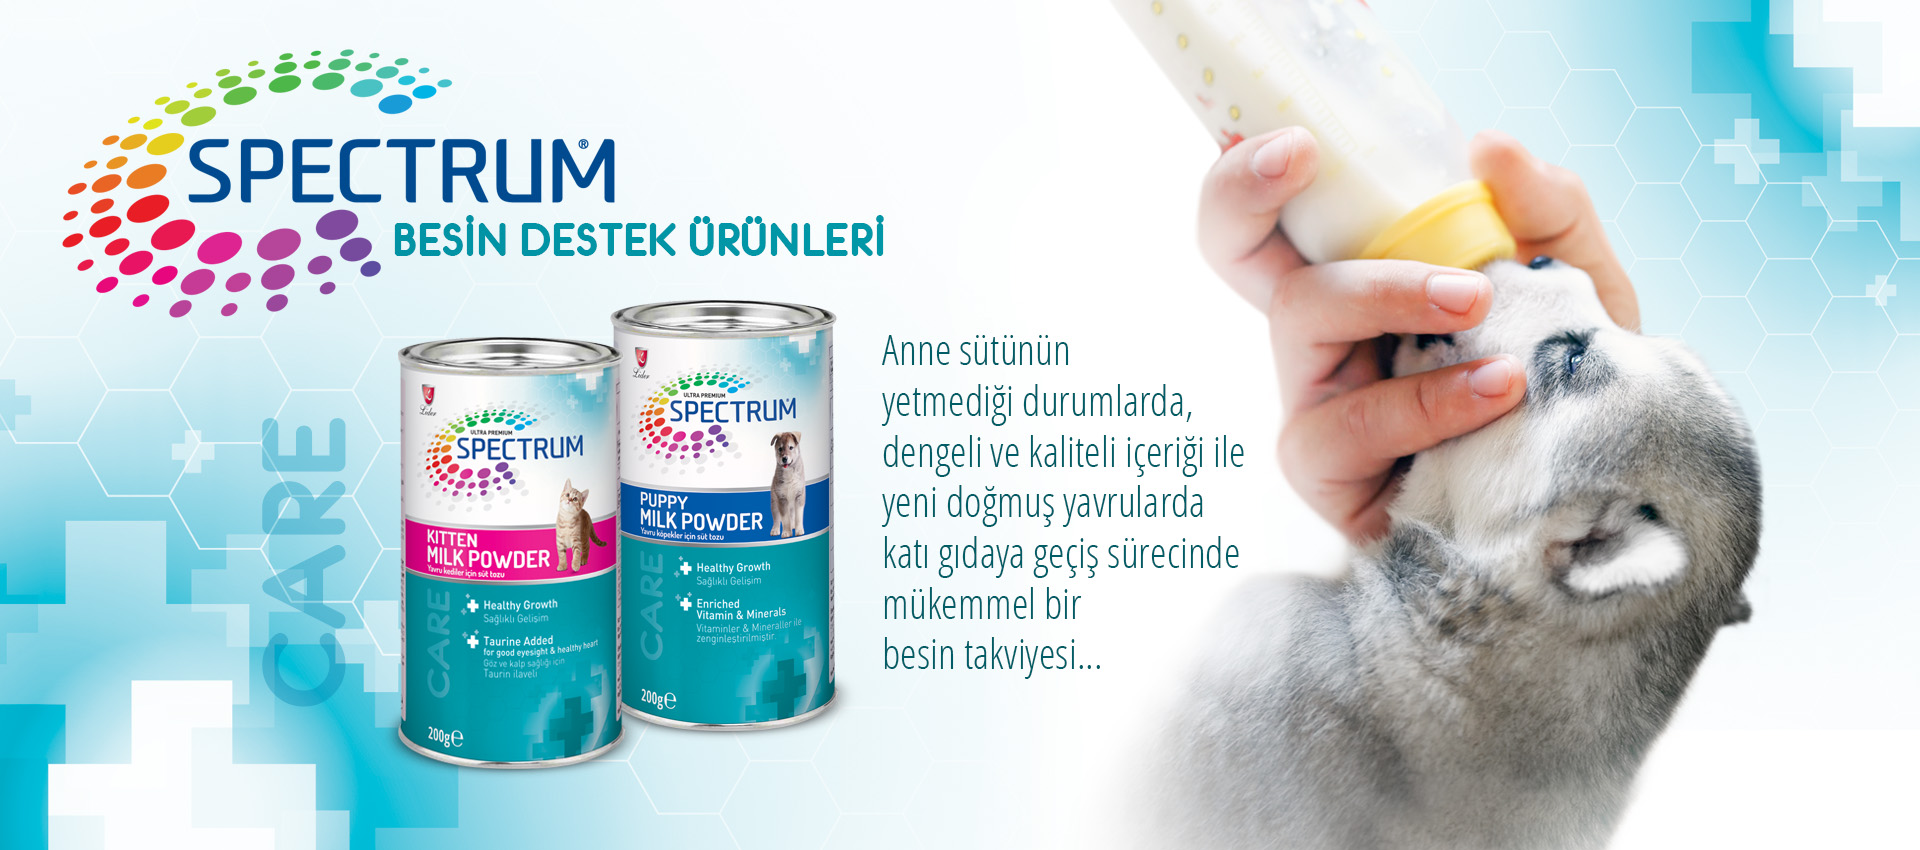 SPECTRUM®
BESİN DESTEK ÜRÜNLERİ
CARE
Lider
ULTRA PREMIUM
SPECTRUM
KITTEN
MILK POWDER
Yavru kediler için süt tozu
CARE
Healthy Growth
Sağlıklı Gelişim
Taurine Added
for good eyesight & healthy heart
Göz ve kalp sağlığı için
Taurin ilaveli
200g℮
Lider
ULTRA PREMIUM
SPECTRUM
PUPPY
MILK POWDER
Yavru köpekler için süt tozu
CARE
Healthy Growth
Sağlıklı Gelişim
Enriched
Vitamin & Minerals
Vitaminler & Mineraller ile
zenginleştirilmiştir.
200g℮
Anne sütünün
yetmediği durumlarda,
dengeli ve kaliteli içeriği ile
yeni doğmuş yavrularda
katı gıdaya geçiş sürecinde
mükemmel bir
besin takviyesi...